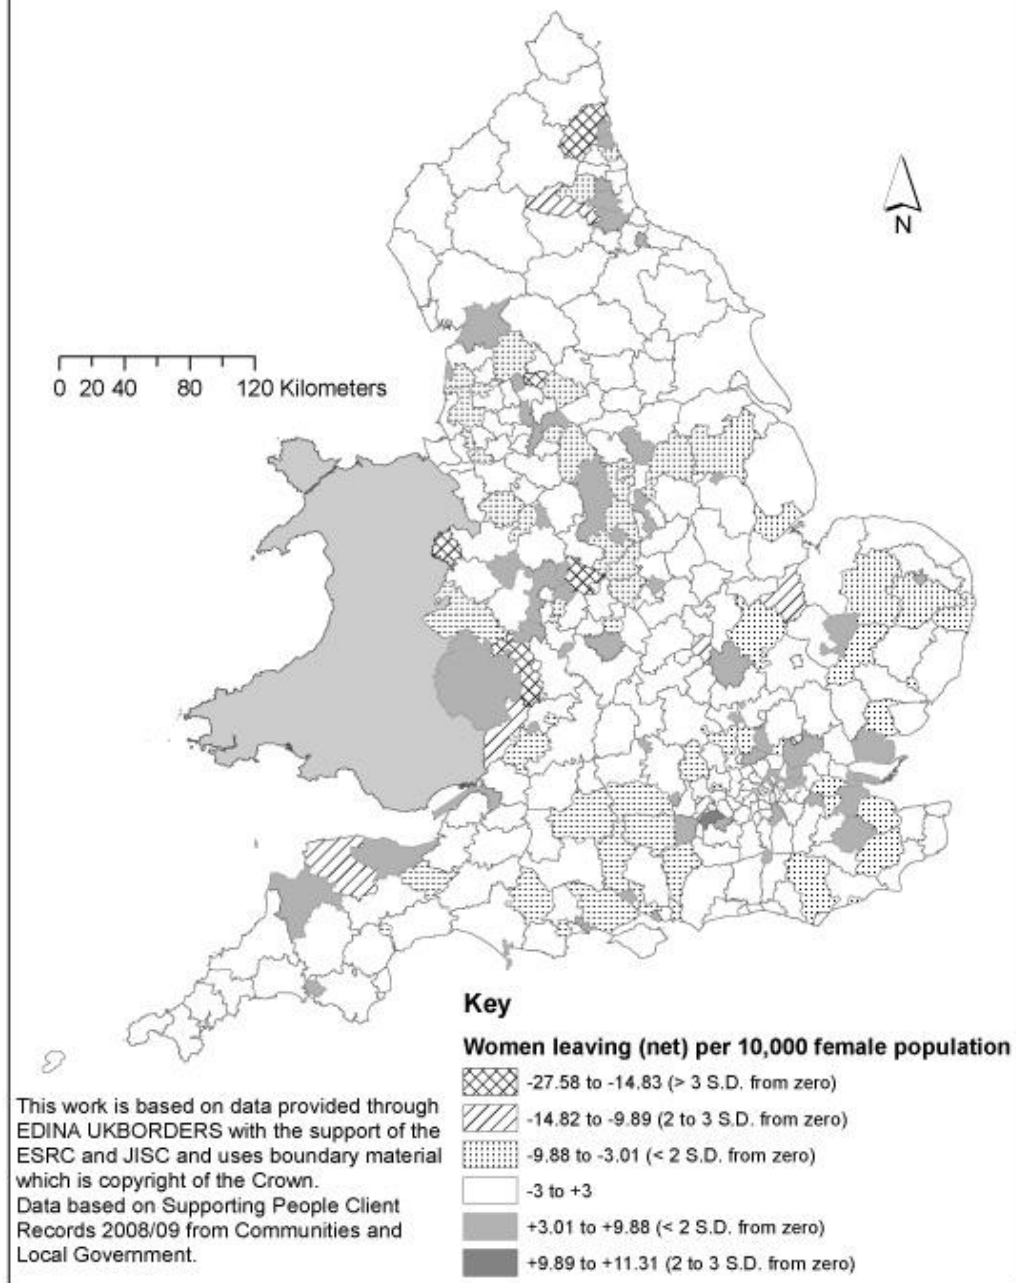 N
0 20 40 80 120 Kilometers
Key
Women leaving (net) per 10,000 female population
-27.58 to -14.83 (> 3 S.D. from zero)
-14.82 to -9.89 (2 to 3 S.D. from zero)
-9.88 to -3.01 (< 2 S.D. from zero)
-3 to +3
+3.01 to +9.88 (< 2 S.D. from zero)
+9.89 to +11.31 (2 to 3 S.D. from zero)
This work is based on data provided through
EDINA UKBORDERS with the support of the
ESRC and JISC and uses boundary material
which is copyright of the Crown.
Data based on Supporting People Client
Records 2008/09 from Communities and
Local Government.